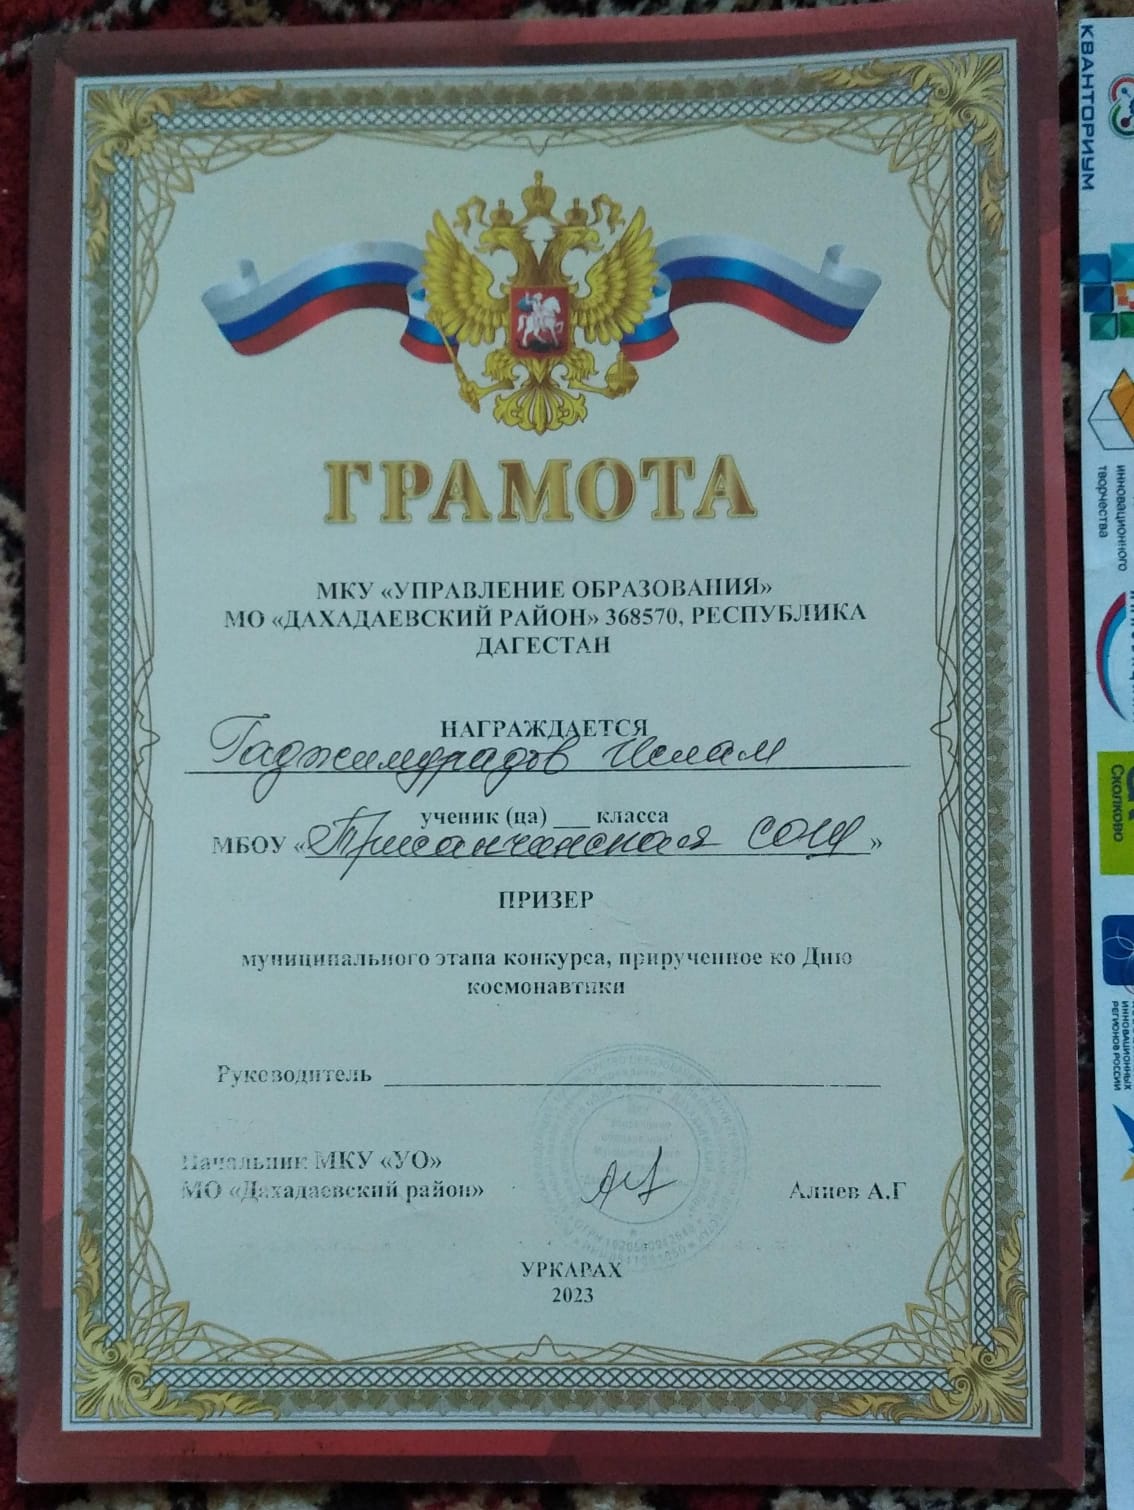 ГРАМОТА
МКУ «УПРАВЛЕНИЕ ОБРАЗОВАНИЯ»
МО «ДАХАДАЕВСКИЙ РАЙОН» 368570, РЕСПУБЛИКА
ДАГЕСТАН
НАГРАЖДАЕТСЯ
Гаджимурадов Ислам
ученик (ца) ___ класса
МБОУ «Трисанчанская СОШ»
ПРИЗЕР
муниципального этапа конкурса, прирученное ко Дню
космонавтики
Руководитель
Начальник МКУ «УО»
МО «Дахадаевский район»
Алиев А.Г
УРКАРАХ
2023
КВАНТОРИУМ
инновационного
творчества
Сколково
ИННОВАЦИОННЫХ
РЕГИОНОВ РОССИИ